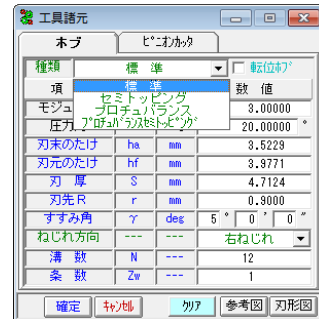 工具諸元
ホブ ﾋﾟﾆｵﾝｶｯﾀ
種類 標 準 転位ﾎﾌﾞ
項 標 準 数 値
セミトッピング
モジュ プロチュバランス 3.00000
圧力 ﾌﾟﾛﾁｭﾊﾞﾗﾝｽｾﾐﾄｯﾋﾟﾝｸﾞ 20.00000 °
刃末のたけ ha mm 3.5229
刃元のたけ hf mm 3.9771
刃 厚 S mm 4.7124
刃先R r mm 0.9000
すすみ角 γ deg 5 ° 0 ' 0 "
ねじれ方向 --- --- 右ねじれ
溝 数 N --- 12
条 数 Zw --- 1
確定 ｷｬﾝｾﾙ ｸﾘｱ 参考図 刃形図